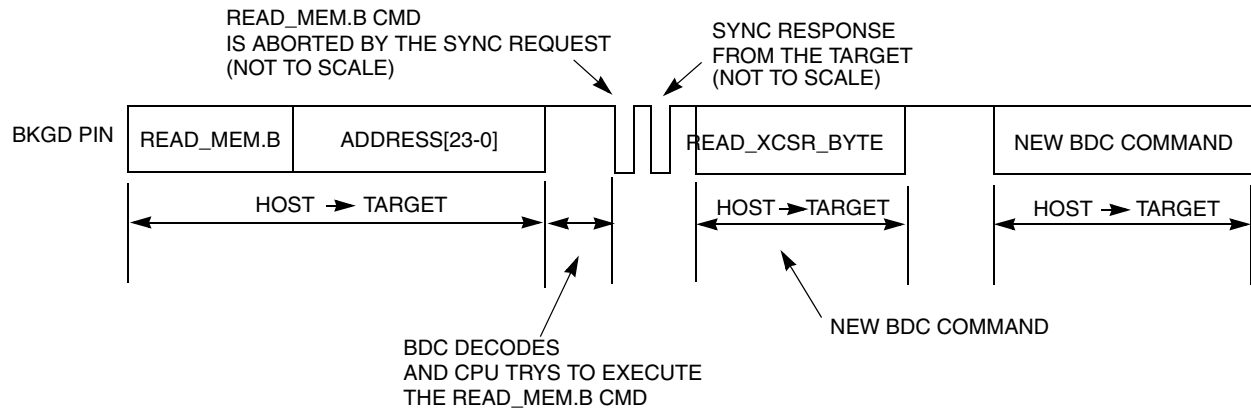 READ_MEM.B CMD
IS ABORTED BY THE SYNC REQUEST
(NOT TO SCALE)
SYNC RESPONSE
FROM THE TARGET
(NOT TO SCALE)
BKGD PIN
READ_MEM.B
ADDRESS[23-0]
READ_XCSR_BYTE
NEW BDC COMMAND
HOST
TARGET
HOST
TARGET
HOST
TARGET
NEW BDC COMMAND
BDC DECODES
AND CPU TRYS TO EXECUTE
THE READ_MEM.B CMD